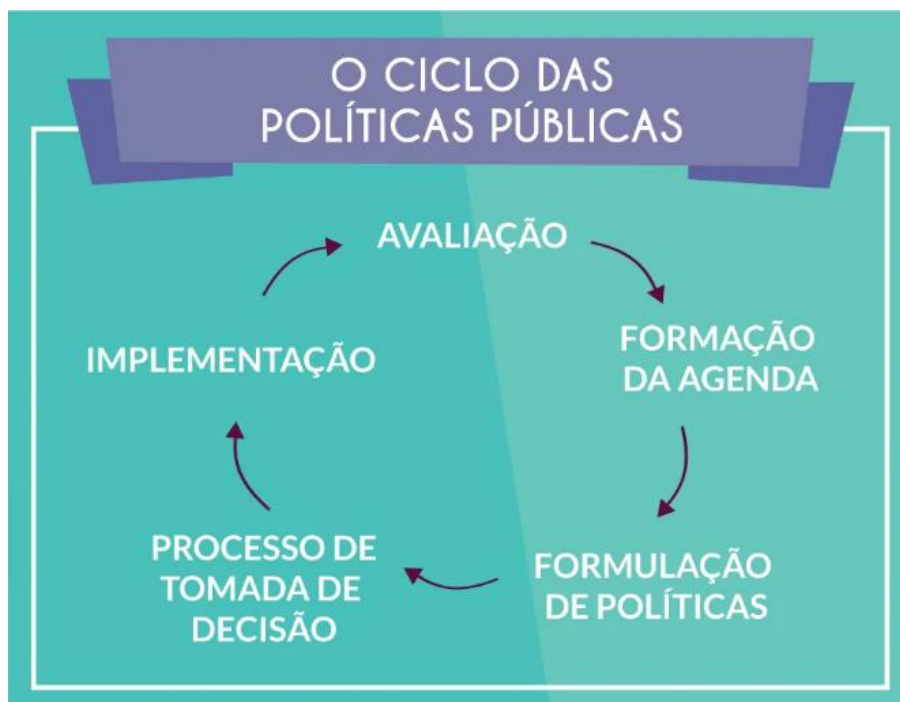 O CICLO DAS
POLÍTICAS PÚBLICAS
AVALIAÇÃO
FORMAÇÃO
DA AGENDA
FORMULAÇÃO
DE POLÍTICAS
PROCESSO DE
TOMADA DE
DECISÃO
IMPLEMENTAÇÃO